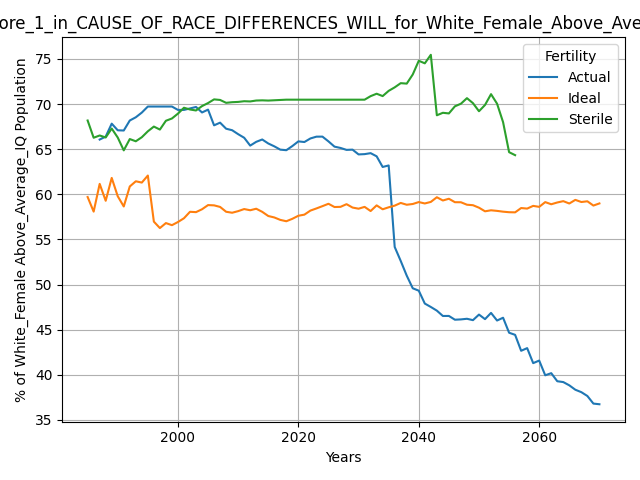 ore_1_in_CAUSE_OF_RACE_DIFFERENCES_WILL_for_White_Female_Above_Ave
% of White_Female Above_Average_IQ Population
75
70
65
60
55
50
45
40
35
2000
2020
2040
2060
Years
Fertility
Actual
Ideal
Sterile